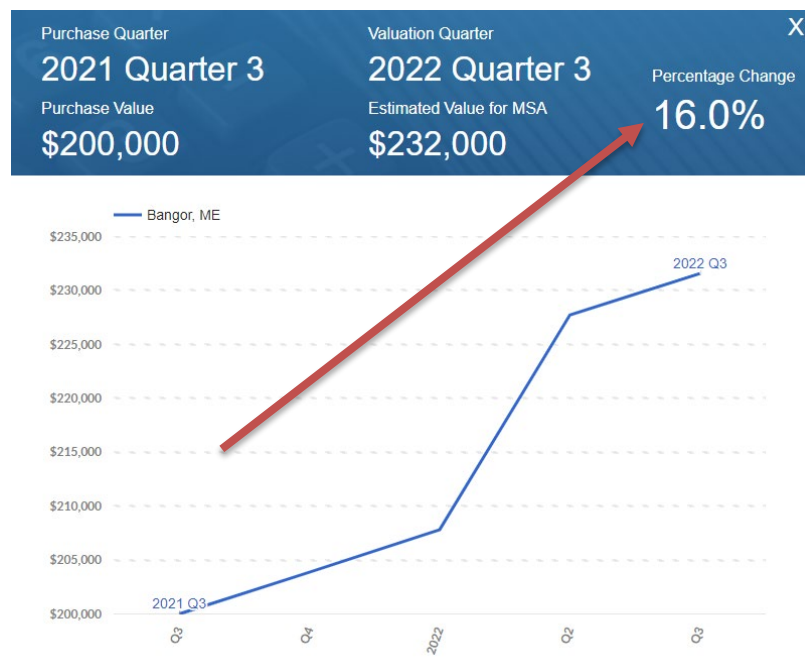 X
Purchase Quarter
Valuation Quarter
2021 Quarter 3
2022 Quarter 3
Percentage Change
Purchase Value
Estimated Value for MSA
16.0%
$200,000
$232,000
Bangor, ME
$235,000
2022 Q3
$230,000
$225,000
$220,000
$215,000
$210,000
$205,000
2021 Q3
$200,000
Q3
Q4
2022
Q2
Q3